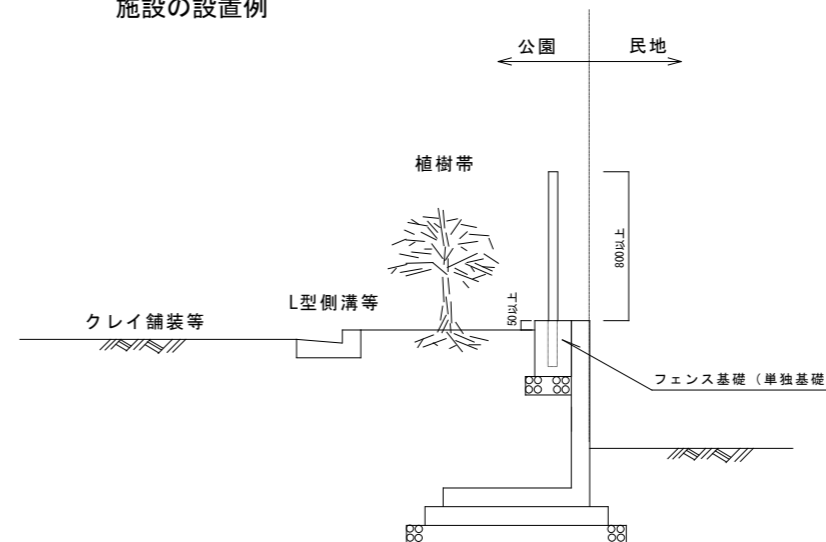 施設の設置例
公園
民地
植樹帯
800以上
L型側溝等
50以上
クレイ舗装等
フェンス基礎（単独基礎